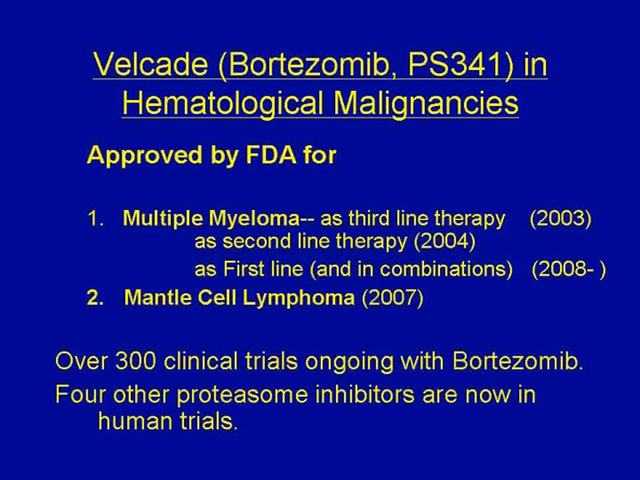 Velcade (Bortezomib, PS341) in
Hematological Malignancies
Approved by FDA for
1. Multiple Myeloma-- as third line therapy (2003)
as second line therapy (2004)
as First line (and in combinations) (2008- )
2. Mantle Cell Lymphoma (2007)
Over 300 clinical trials ongoing with Bortezomib.
Four other proteasome inhibitors are now in
human trials.